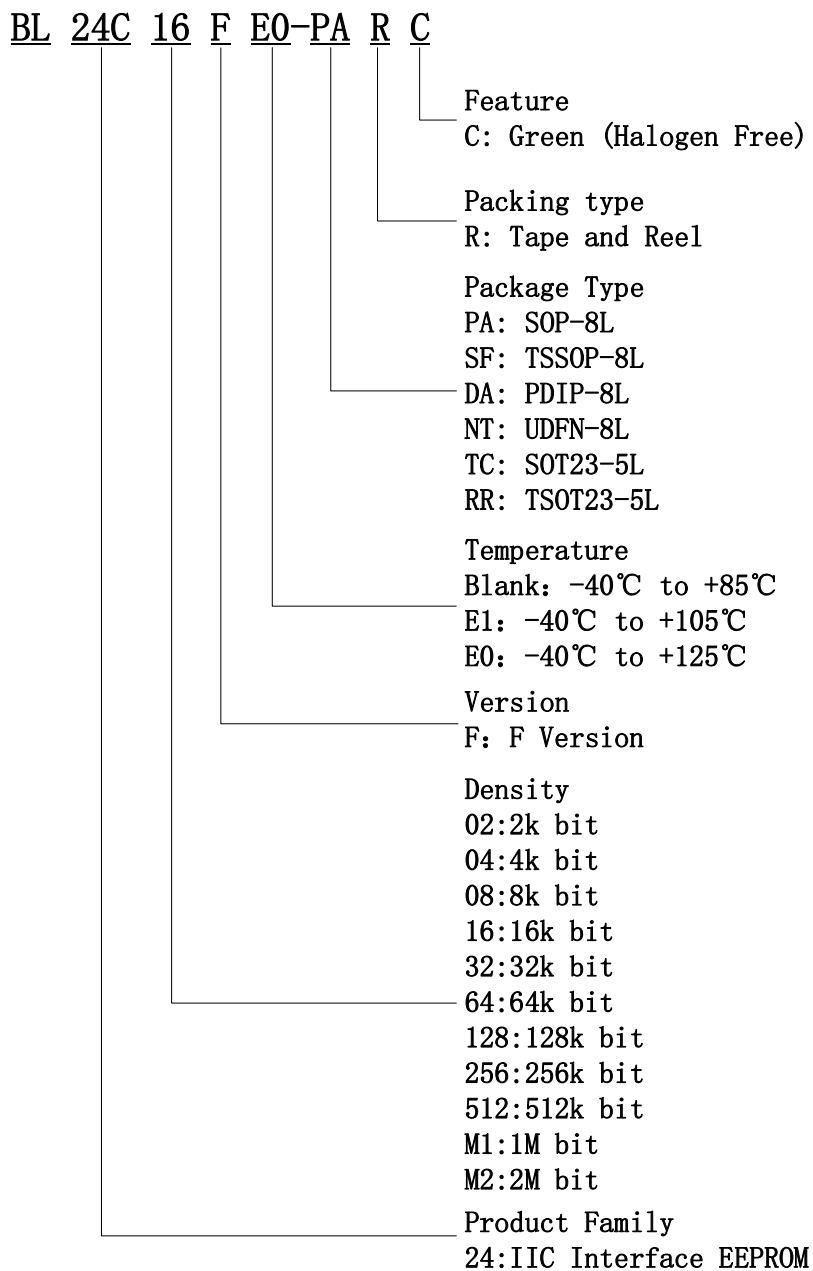 BL 24C 16 F E0-PA R C
Feature
C: Green (Halogen Free)
Packing type
R: Tape and Reel
Package Type
PA: SOP-8L
SF: TSSOP-8L
DA: PDIP-8L
NT: UDFN-8L
TC: SOT23-5L
RR: TSOT23-5L
Temperature
Blank: -40℃ to +85℃
E1: -40℃ to +105℃
E0: -40℃ to +125℃
Version
F: F Version
Density
02:2k bit
04:4k bit
08:8k bit
16:16k bit
32:32k bit
64:64k bit
128:128k bit
256:256k bit
512:512k bit
M1:1M bit
M2:2M bit
Product Family
24:IIC Interface EEPROM